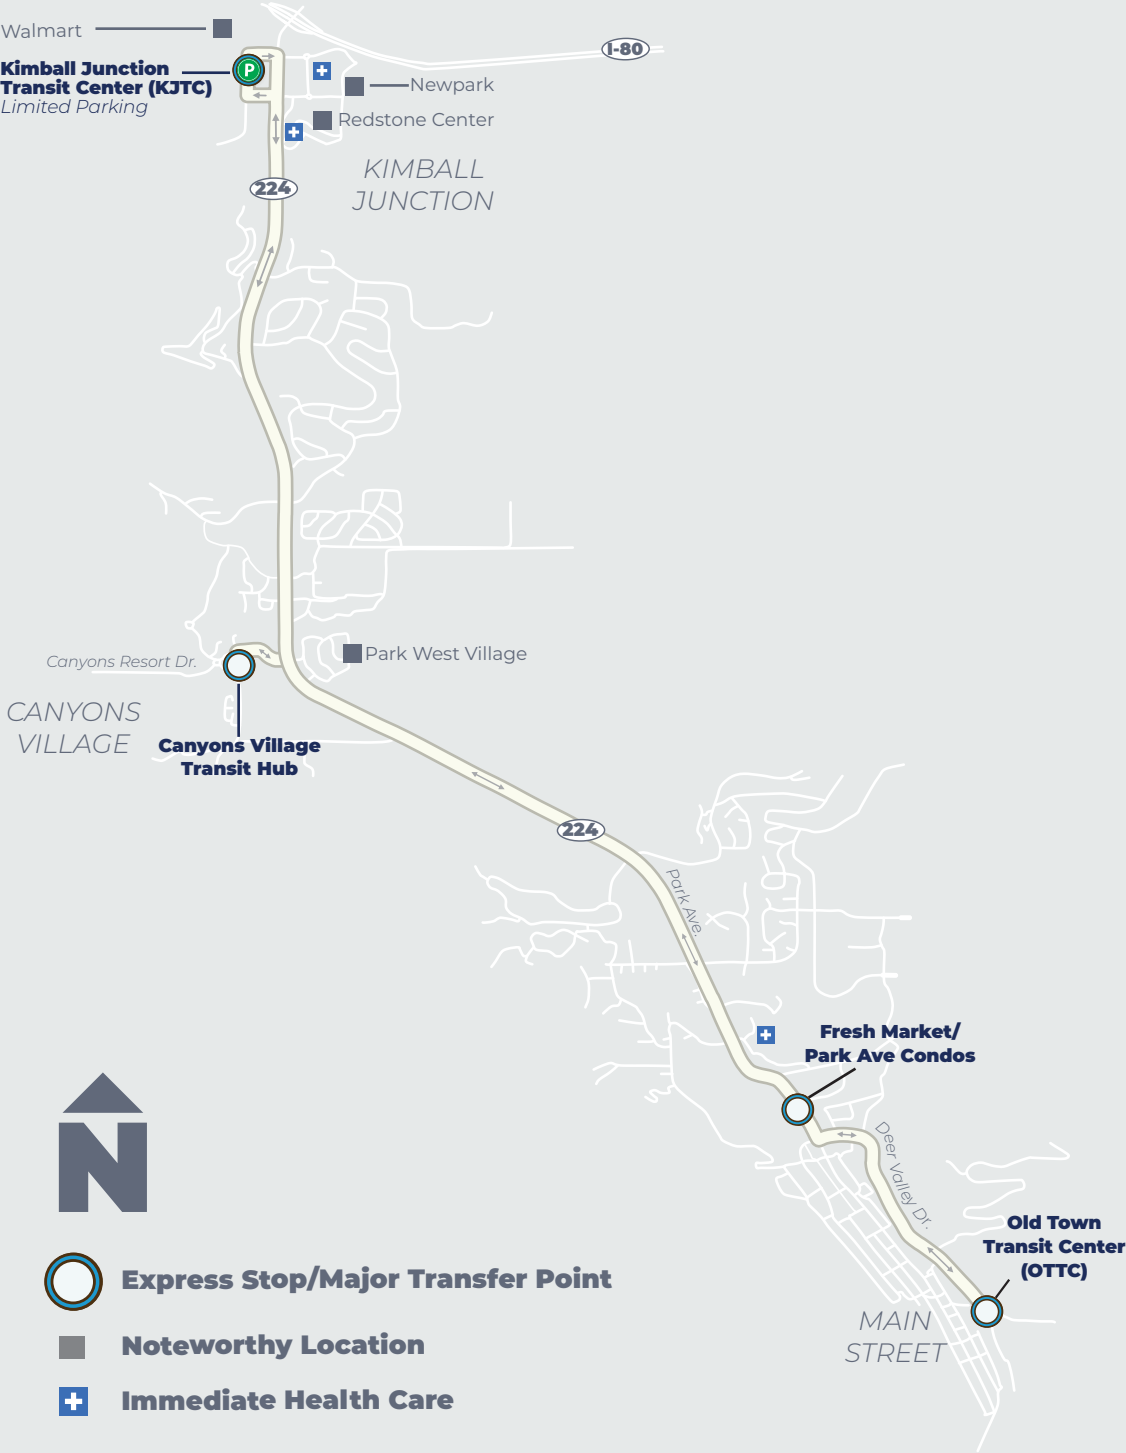 Walmart
I-80
Kimball Junction
Transit Center (KJTC)
Limited Parking
P
Newpark
Redstone Center
KIMBALL
JUNCTION
224
Park West Village
Canyons Resort Dr.
CANYONS
VILLAGE
Canyons Village
Transit Hub
224
Park Ave.
Fresh Market/
Park Ave Condos
Deer Valley Dr.
Old Town
Transit Center
(OTTC)
MAIN
STREET
N
Express Stop/Major Transfer Point
Noteworthy Location
Immediate Health Care